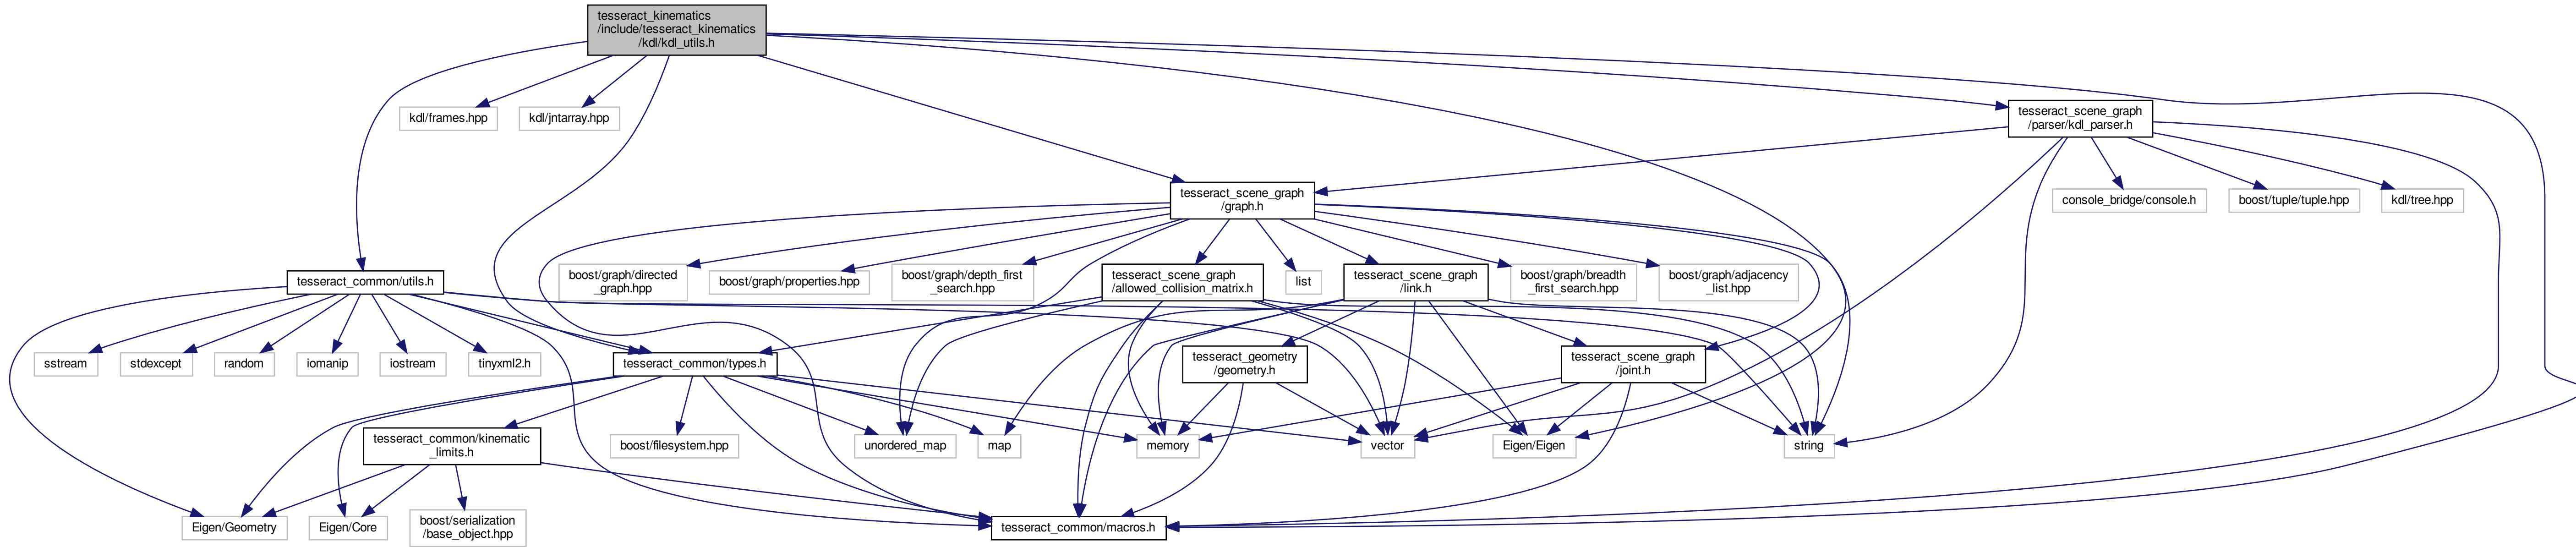 tesseract_kinematics
/include/tesseract_kinematics
/kdl/kdl_utils.h
kdl/frames.hpp
kdl/jntarray.hpp
tesseract_scene_graph
/parser/kdl_parser.h
tesseract_scene_graph
/graph.h
console_bridge/console.h
boost/tuple/tuple.hpp
kdl/tree.hpp
tesseract_common/utils.h
boost/graph/directed
_graph.hpp
boost/graph/properties.hpp
boost/graph/depth_first
_search.hpp
tesseract_scene_graph
/allowed_collision_matrix.h
list
tesseract_scene_graph
/link.h
boost/graph/breadth
_first_search.hpp
boost/graph/adjacency
_list.hpp
sstream
stdexcept
random
iomanip
iostream
tinyxml2.h
tesseract_common/types.h
tesseract_geometry
/geometry.h
tesseract_scene_graph
/joint.h
tesseract_common/kinematic
_limits.h
boost/filesystem.hpp
unordered_map
map
memory
vector
Eigen/Eigen
string
Eigen/Geometry
Eigen/Core
boost/serialization
/base_object.hpp
tesseract_common/macros.h